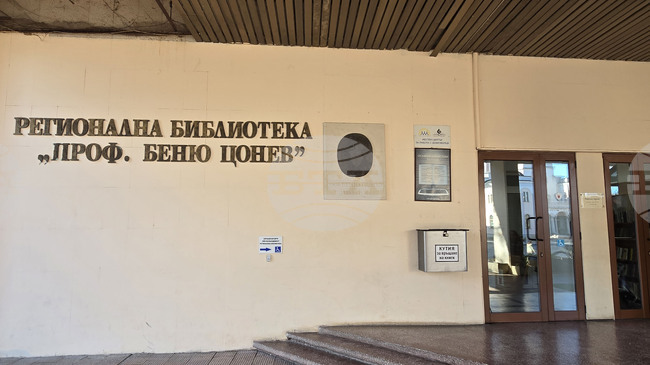 РЕГИОНАЛНА БИБЛИОТЕКА
„ПРОФ. БЕНЮ ЦОНЕВ”
КУТИЯ
за връщане
на книги